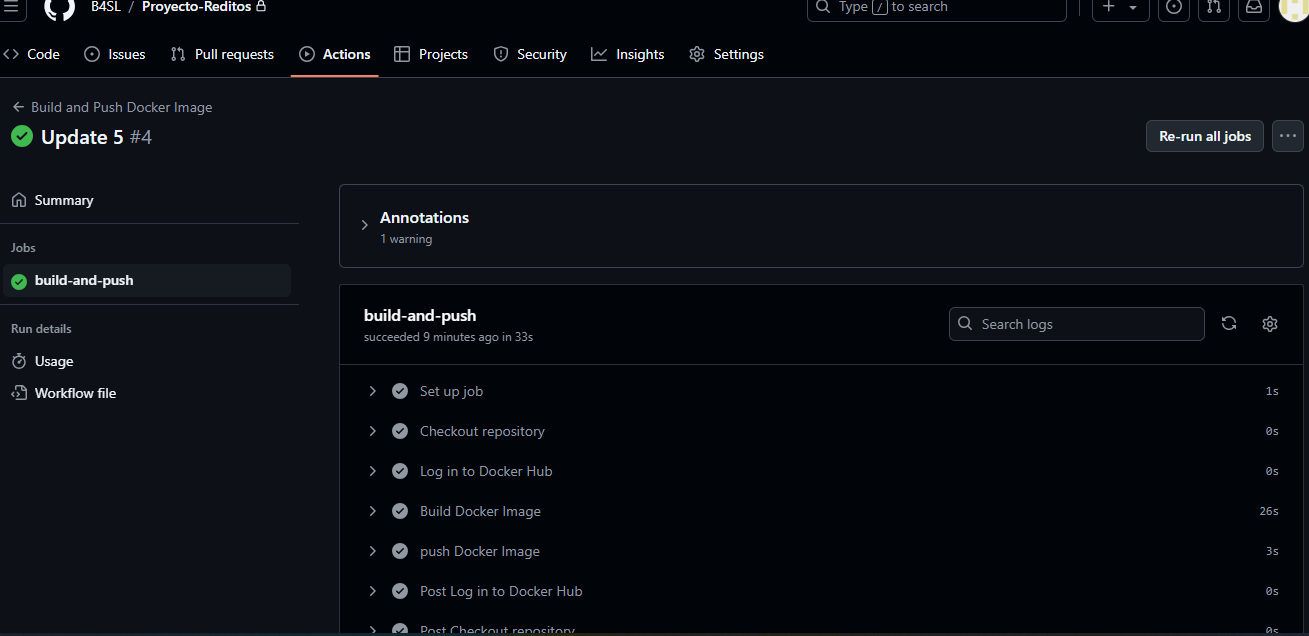 B4SL / Proyecto-Reditos
Type / to search
Code Issues Pull requests Actions Projects Security Insights Settings
Build and Push Docker Image
Update 5 #4
Re-run all jobs
Summary
Jobs
build-and-push
Run details
Usage
Workflow file
Annotations
1 warning
build-and-push
succeeded 9 minutes ago in 33s
Search logs
Set up job 1s
Checkout repository 0s
Log in to Docker Hub 0s
Build Docker Image 26s
push Docker Image 3s
Post Log in to Docker Hub 0s
Post Checkout repository 0s